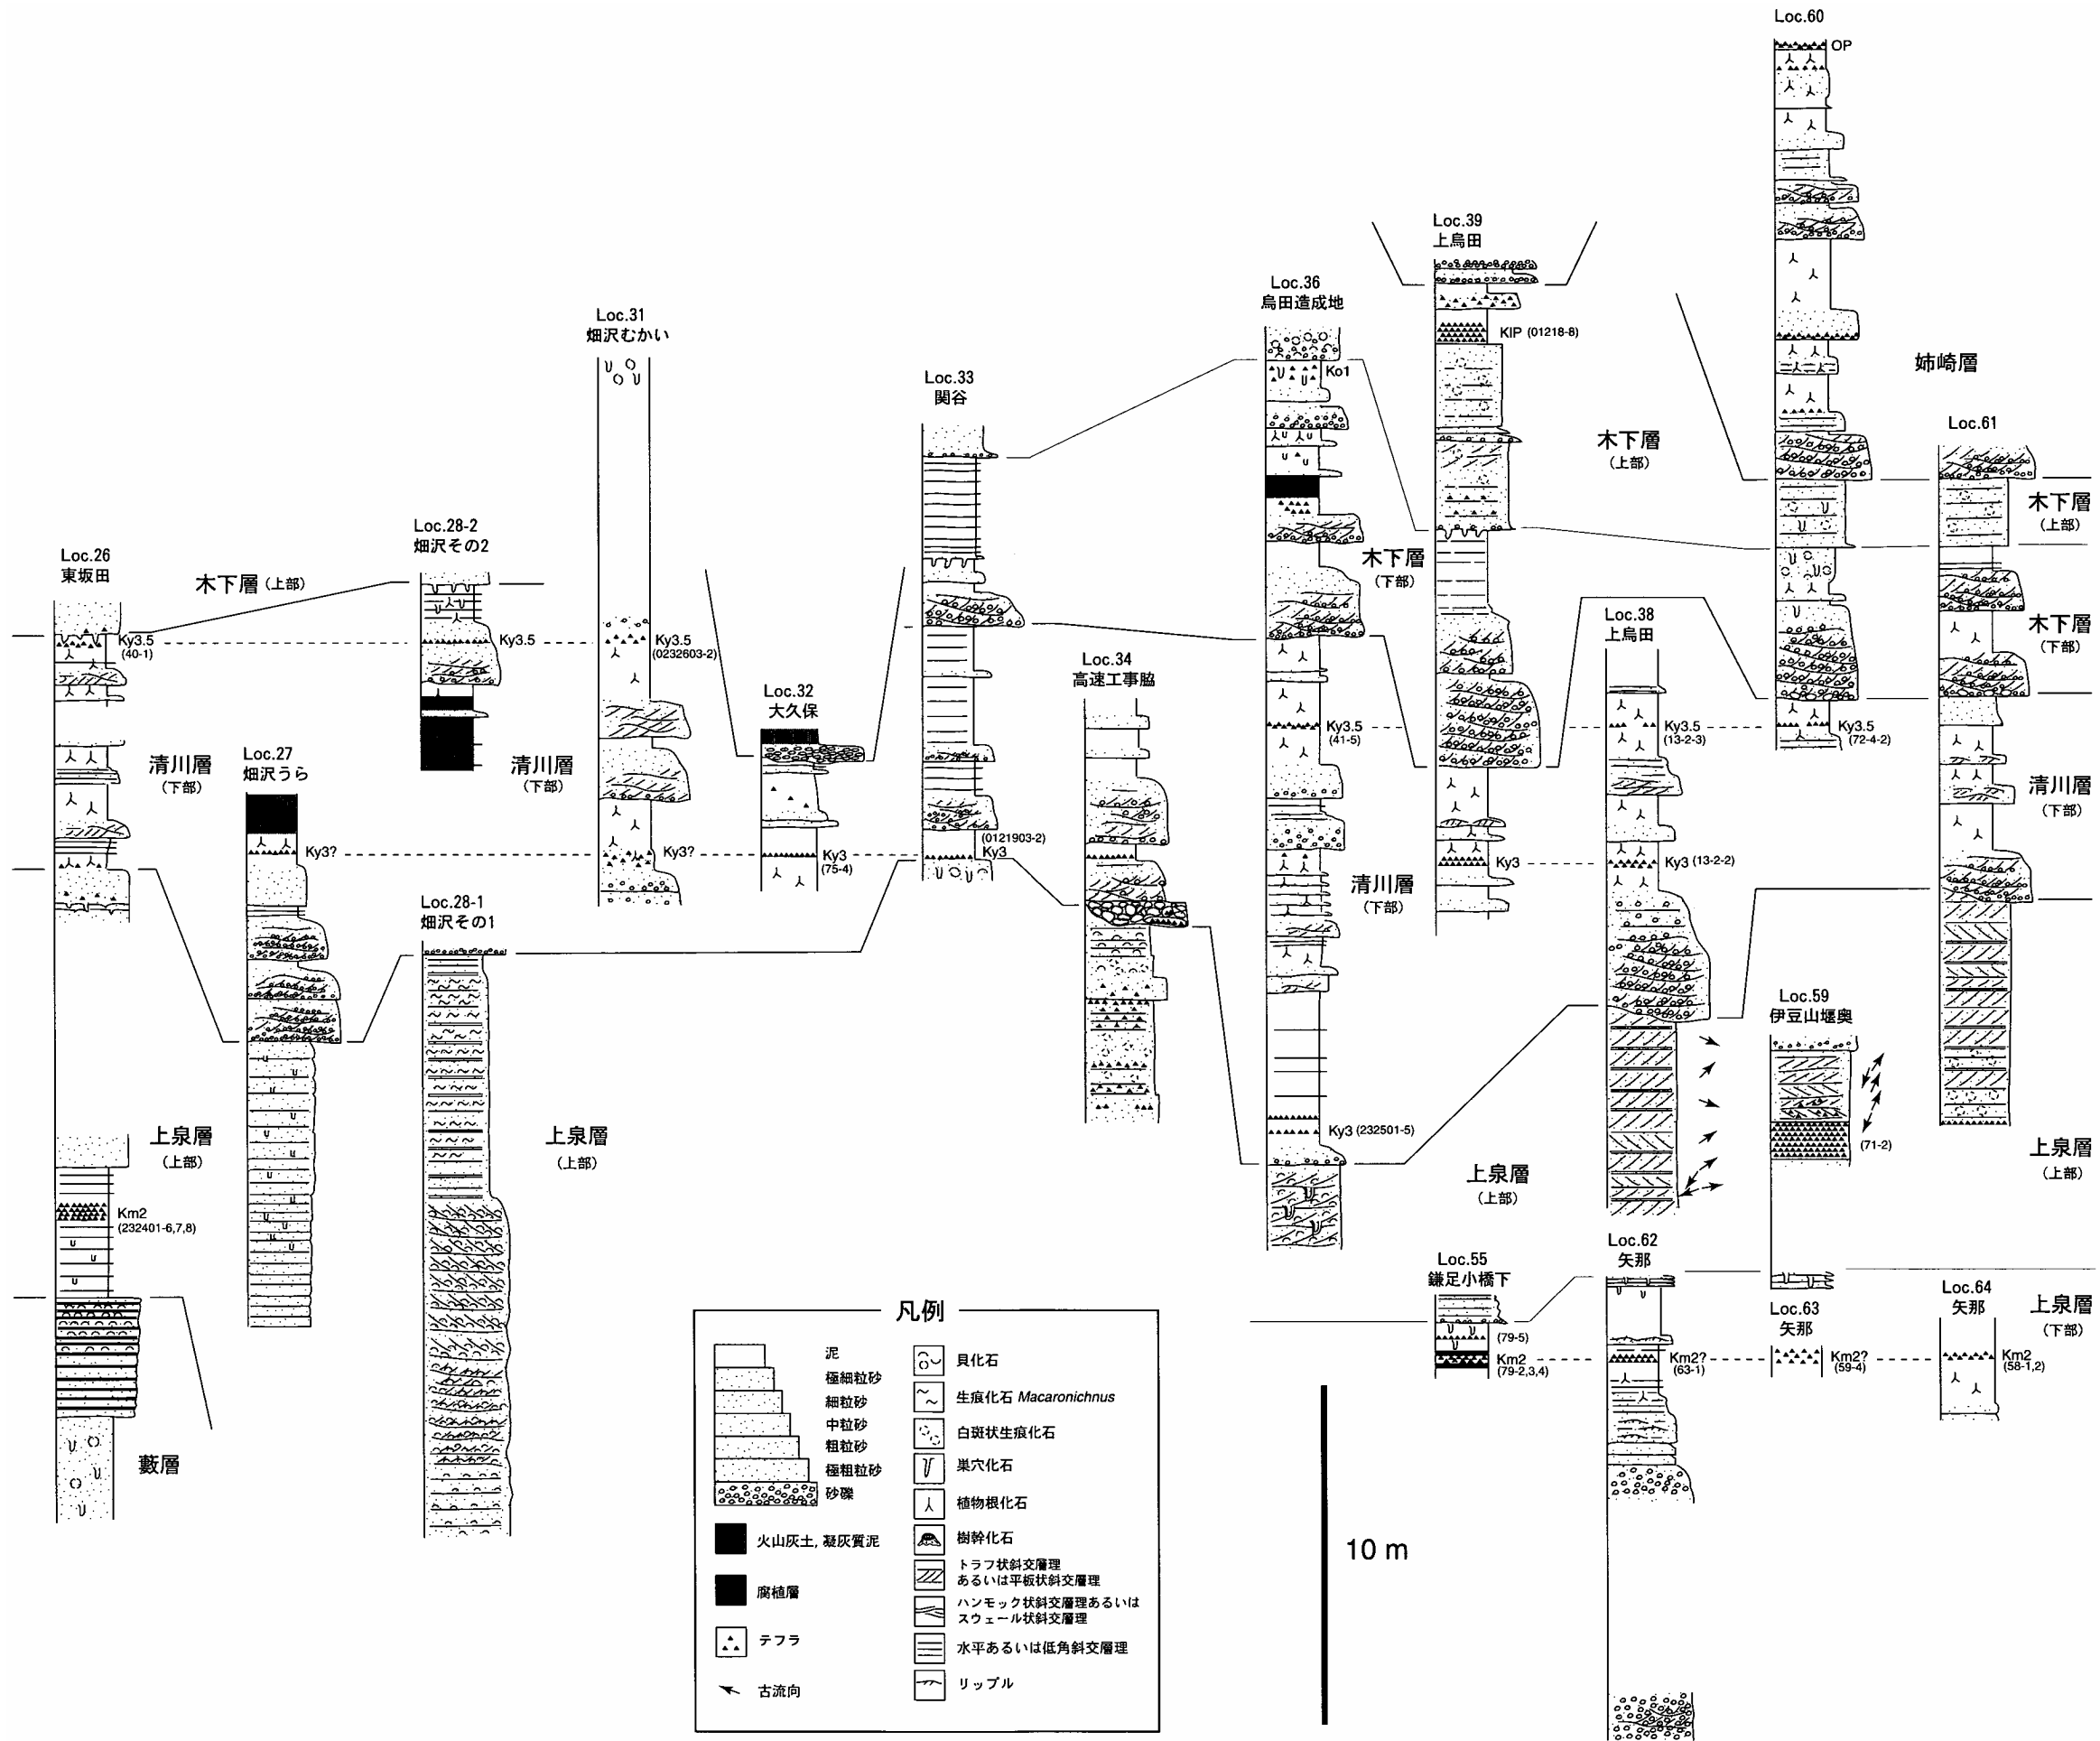 Loc.60
OP
Loc.39
上烏田
KIP (01218-8)
Loc.36
烏田造成地
Ko1
Loc.31
畑沢むかい
Loc.33
関谷
姉崎層
Loc.61
木下層
(上部)
木下層
(上部)
Loc.28-2
畑沢その2
Loc.26
東坂田
木下層 (上部)
木下層
(下部)
Loc.38
上烏田
木下層
(下部)
Ky3.5
(40-1)
Ky3.5
Ky3.5
(0232603-2)
Loc.34
高速工事脇
Loc.32
大久保
Ky3.5
(41-5)
Ky3.5
(13-2-3)
Ky3.5
(72-4-2)
Loc.27
畑沢うら
清川層
(下部)
清川層
(下部)
清川層
(下部)
Ky3?
Ky3?
Ky3
(75-4)
(0121903-2)
Ky3
Ky3
Ky3 (13-2-2)
清川層
(下部)
Loc.28-1
畑沢その1
Loc.59
伊豆山堰奥
(71-2)
Ky3 (232501-5)
上泉層
(上部)
上泉層
(上部)
上泉層
(上部)
上泉層
(上部)
Km2
(232401-6,7,8)
Loc.55
鎌足小橋下
(79-5)
Km2
(79-2,3,4)
Loc.62
矢那
Km2?
(63-1)
Loc.63
矢那
Km2?
(59-4)
Loc.64
矢那
Km2
(58-1,2)
上泉層
(下部)
藪層
凡例
泥
極細粒砂
細粒砂
中粒砂
粗粒砂
極粗粒砂
砂礫
火山灰土, 凝灰質泥
腐植層
テフラ
古流向
貝化石
生痕化石 Macaronichnus
白斑状生痕化石
巣穴化石
植物根化石
樹幹化石
トラフ状斜交層理
あるいは平板状斜交層理
ハンモック状斜交層理あるいは
スウェール状斜交層理
水平あるいは低角斜交層理
リップル
10 m